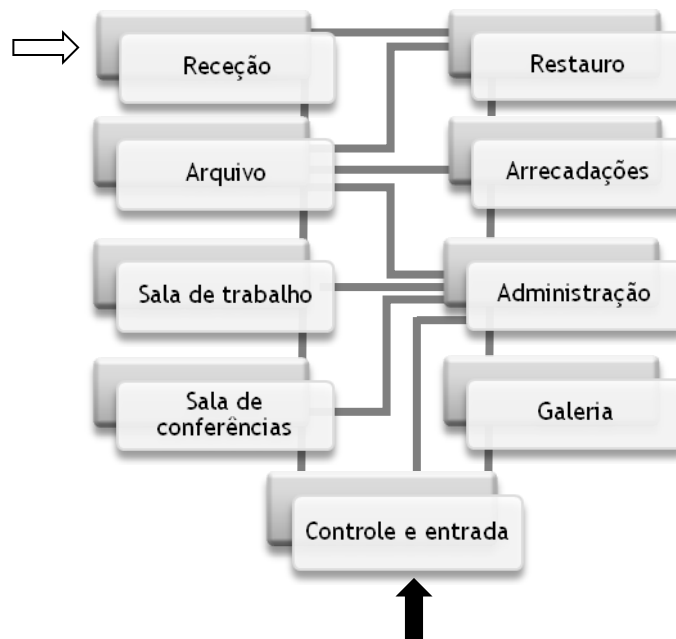 Receção
Restauro
Arquivo
Arrecadações
Sala de trabalho
Administração
Sala de
conferências
Galeria
Controle e entrada